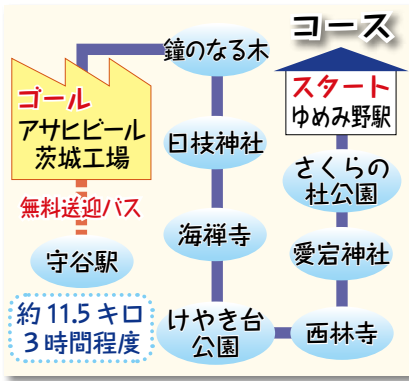 コース
スタート
ゆめみ野駅
さくらの
杜公園
愛宕神社
西林寺
けやき台
公園
海禅寺
日枝神社
鐘のなる木
ゴール
アサヒビール
茨城工場
無料送迎バス
守谷駅
約11.5キロ
3時間程度